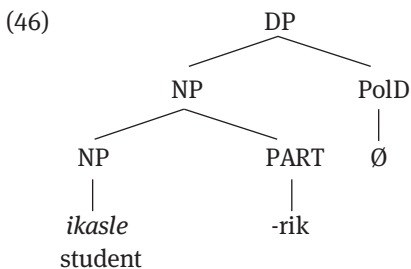 (46) DP
NP PolD
NP PART Ø
ikasle -rik
student